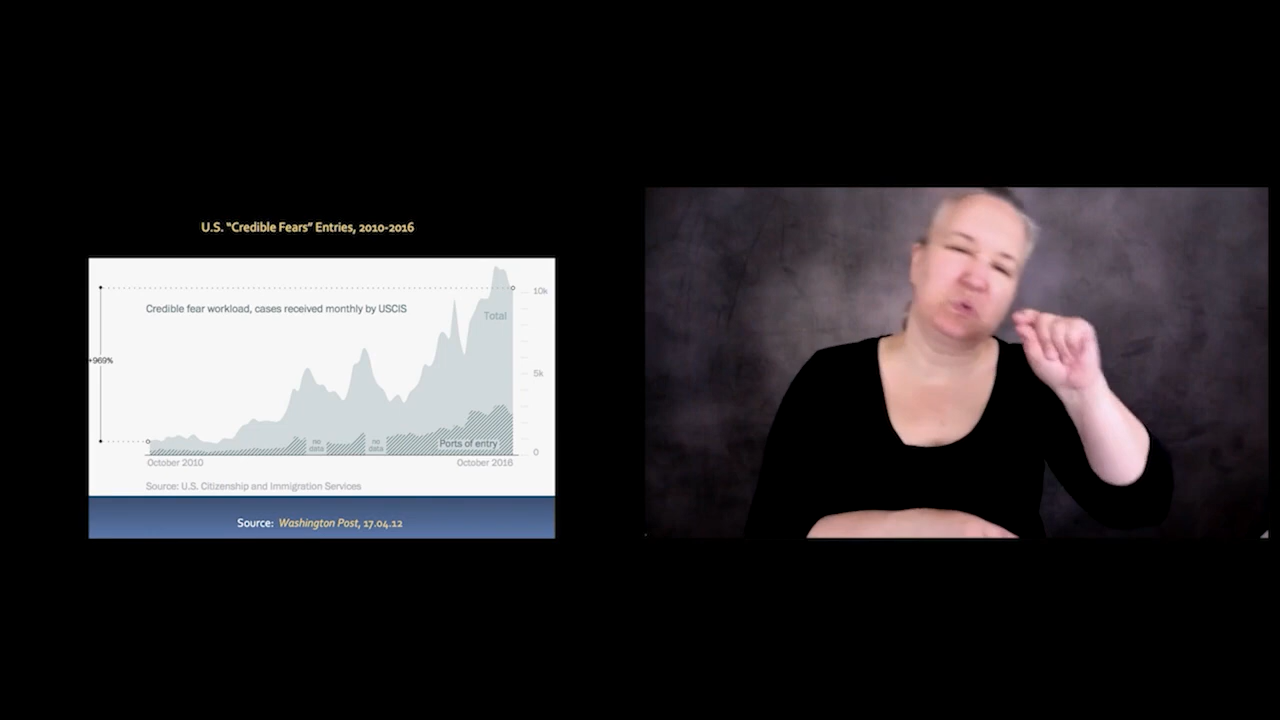 U.S. “Credible Fears” Entries, 2010-2016
10k
Credible fear workload, cases received monthly by USCIS
Total
+969%
5k
no data
no data
Ports of entry
0
October 2010
October 2016
Source: U.S. Citizenship and Immigration Services
Source: Washington Post, 17.04.12